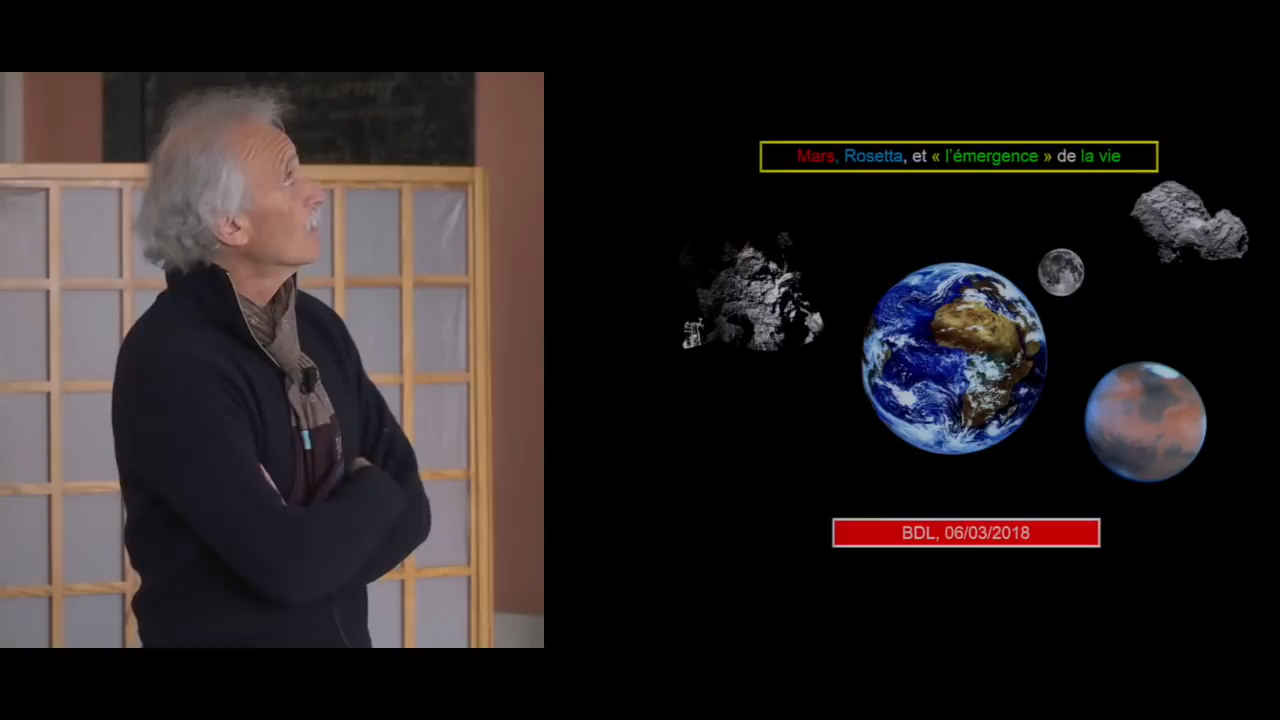 Mars, Rosetta, et « l'émergence » de la vie
BDL, 06/03/2018